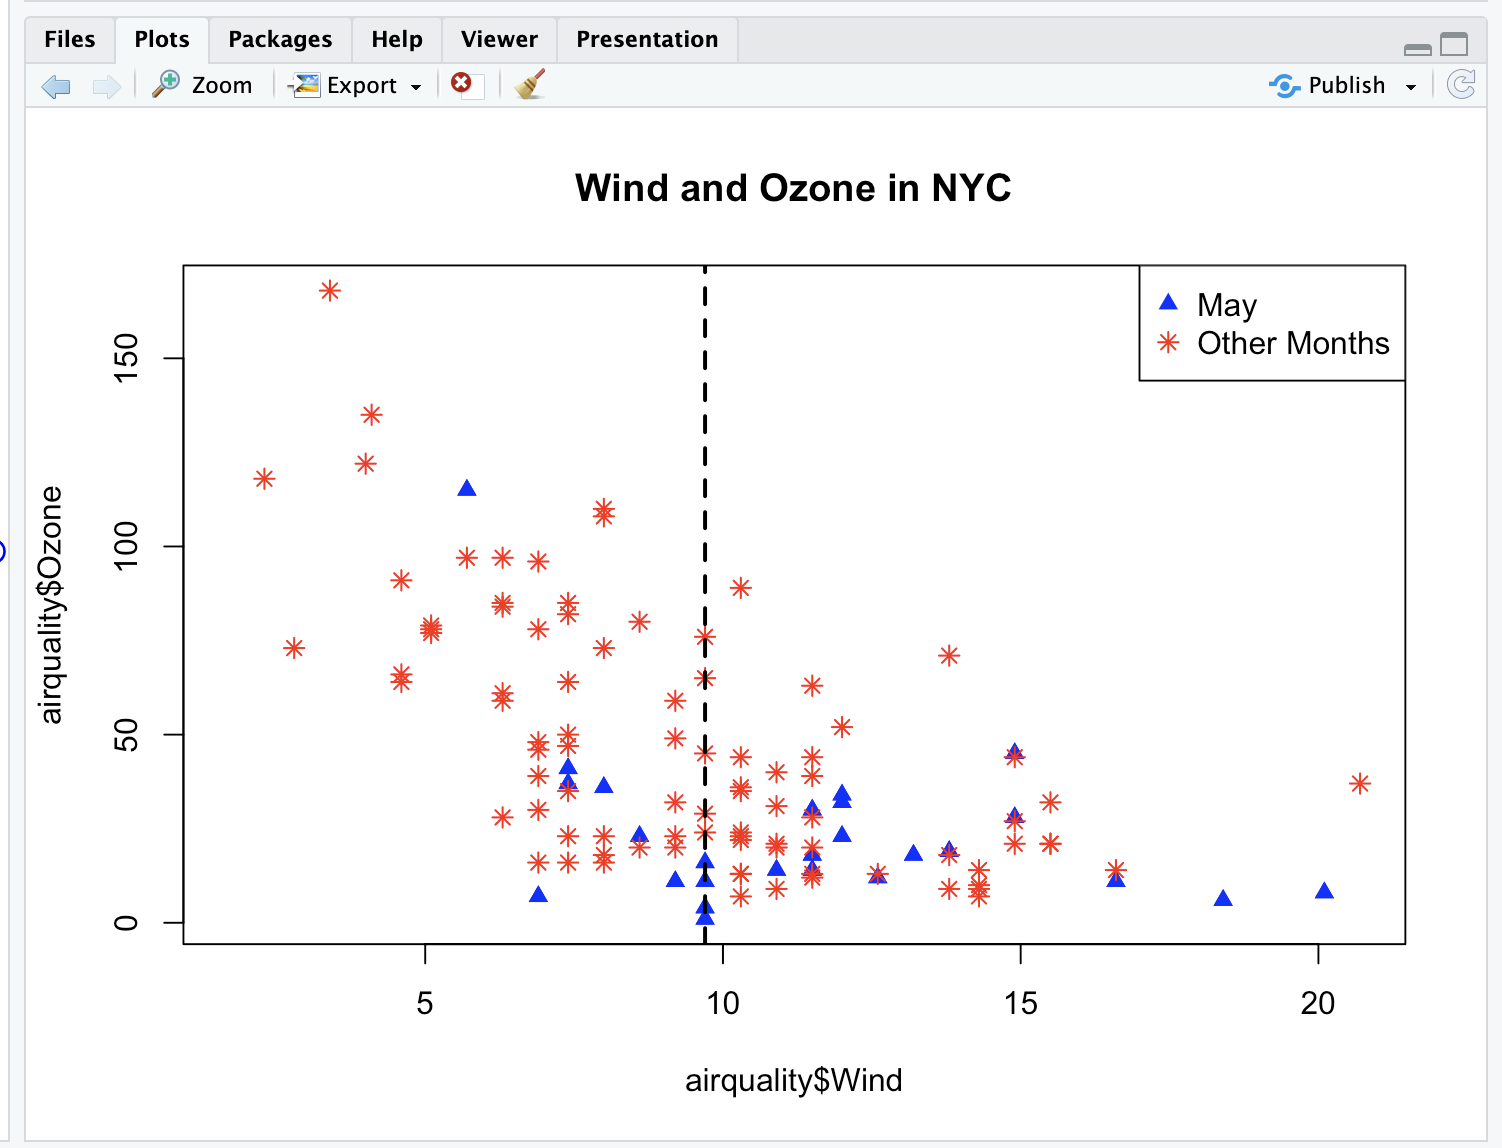 Files Plots Packages Help Viewer Presentation
Zoom Export Publish
Wind and Ozone in NYC
May
Other Months
airquality$Ozone
150
100
50
0
5 10 15 20
airquality$Wind